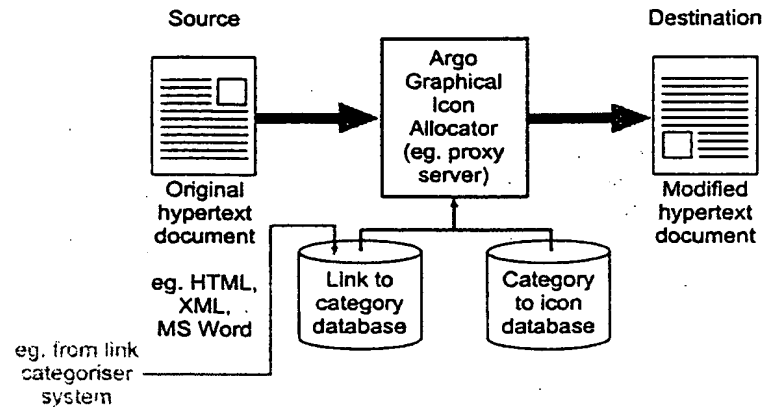 Source
Destination
Argo
Graphical
Icon
Allocator
(eg. proxy
server)
Original
hypertext
document
Modified
hypertext
document
eg. HTML,
XML,
MS Word
Link to
category
database
Category
to icon
database
eg. from link
categoriser
system